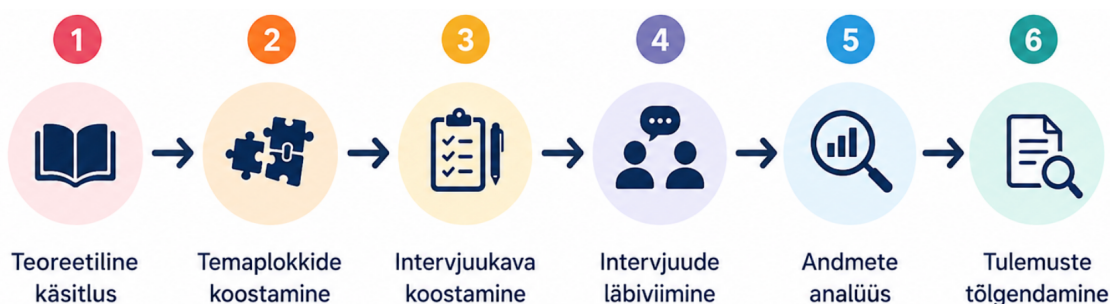 1
2
3
4
5
6
Teoreetiline
käsitlus
Temaplokkide
koostamine
Intervjuukava
koostamine
Intervjuude
läbiviimine
Andmete
analüüs
Tulemuste
tõlgendamine